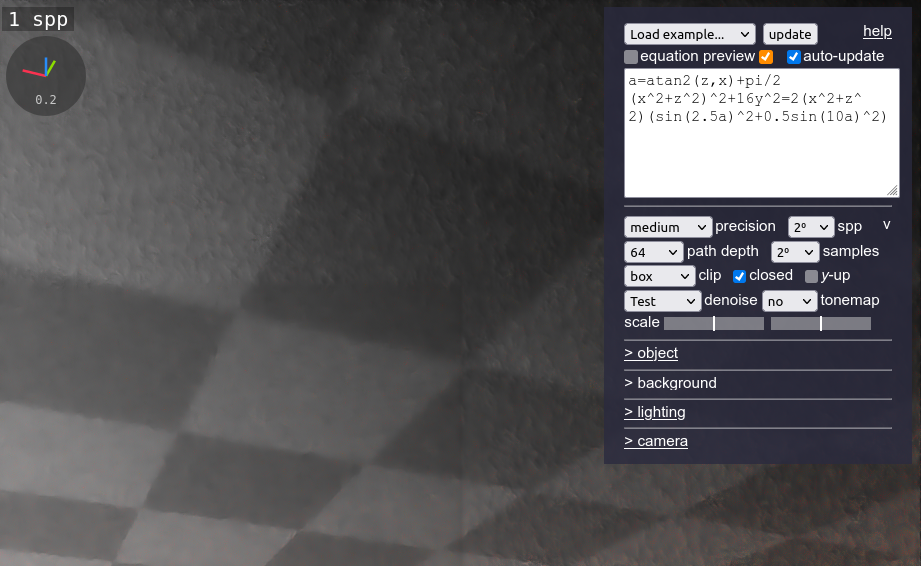 1 spp
0.2
Load example... update help
equation preview auto-update
a=atan2(z,x)+pi/2
(x^2+z^2)^2+16y^2=2(x^2+z^
2)(sin(2.5a)^2+0.5sin(10a)^2)
medium precision 2⁰ spp v
64 path depth 2⁰ samples
box clip closed y-up
Test denoise no tonemap
scale
> object
> background
> lighting
> camera